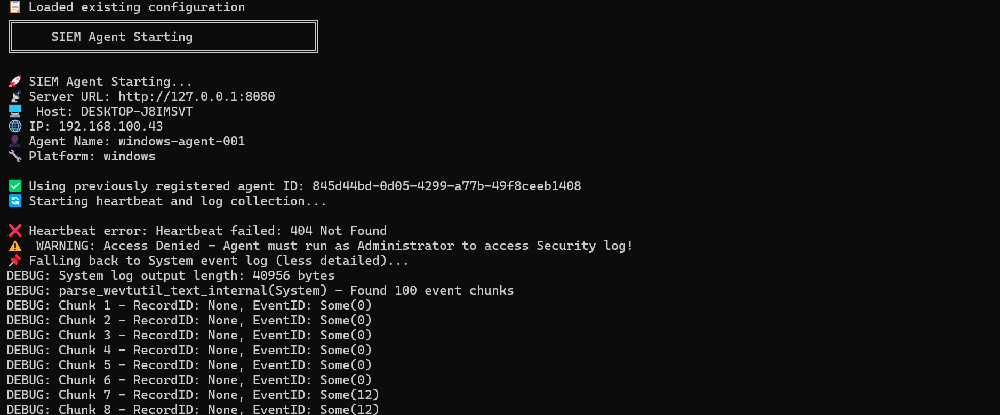 📋 Loaded existing configuration
SIEM Agent Starting
🚀 SIEM Agent Starting...
📡 Server URL: http://127.0.0.1:8080
🖥️  Host: DESKTOP-J8IMSVT
🌐 IP: 192.168.100.43
👤 Agent Name: windows-agent-001
🔧 Platform: windows
✅ Using previously registered agent ID: 845d44bd-0d05-4299-a77b-49f8ceeb1408
🔄 Starting heartbeat and log collection...
❌ Heartbeat error: Heartbeat failed: 404 Not Found
⚠️  WARNING: Access Denied - Agent must run as Administrator to access Security log!
📌 Falling back to System event log (less detailed)...
DEBUG: System log output length: 40956 bytes
DEBUG: parse_wevtutil_text_internal(System) - Found 100 event chunks
DEBUG: Chunk 1 - RecordID: None, EventID: Some(0)
DEBUG: Chunk 2 - RecordID: None, EventID: Some(0)
DEBUG: Chunk 3 - RecordID: None, EventID: Some(0)
DEBUG: Chunk 4 - RecordID: None, EventID: Some(0)
DEBUG: Chunk 5 - RecordID: None, EventID: Some(0)
DEBUG: Chunk 6 - RecordID: None, EventID: Some(0)
DEBUG: Chunk 7 - RecordID: None, EventID: Some(12)
DEBUG: Chunk 8 - RecordID: None, EventID: Some(12)